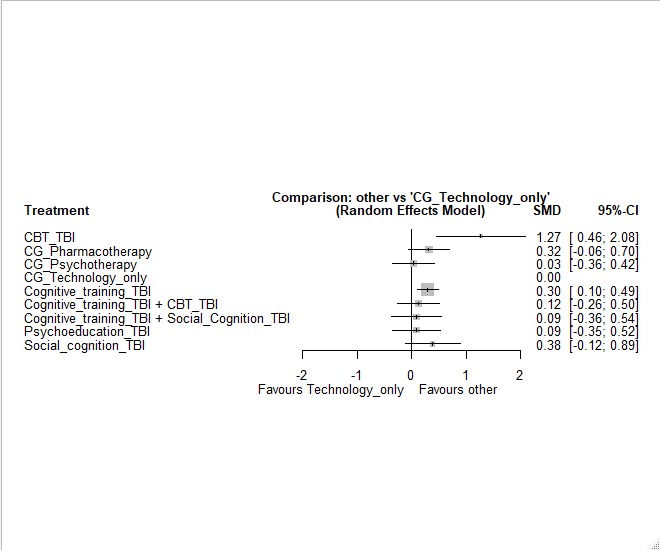 Comparison: other vs 'CG_Technology_only'
Treatment (Random Effects Model) SMD 95%-CI
CBT_TBI 1.27 [ 0.46; 2.08]
CG_Pharmacotherapy 0.32 [-0.06; 0.70]
CG_Psychotherapy 0.03 [-0.36; 0.42]
CG_Technology_only 0.00
Cognitive_training_TBI 0.30 [ 0.10; 0.49]
Cognitive_training_TBI + CBT_TBI 0.12 [-0.26; 0.50]
Cognitive_training_TBI + Social_Cognition_TBI 0.09 [-0.36; 0.54]
Psychoeducation_TBI 0.09 [-0.35; 0.52]
Social_cognition_TBI 0.38 [-0.12; 0.89]
-2 -1 0 1 2
Favours Technology_only Favours other